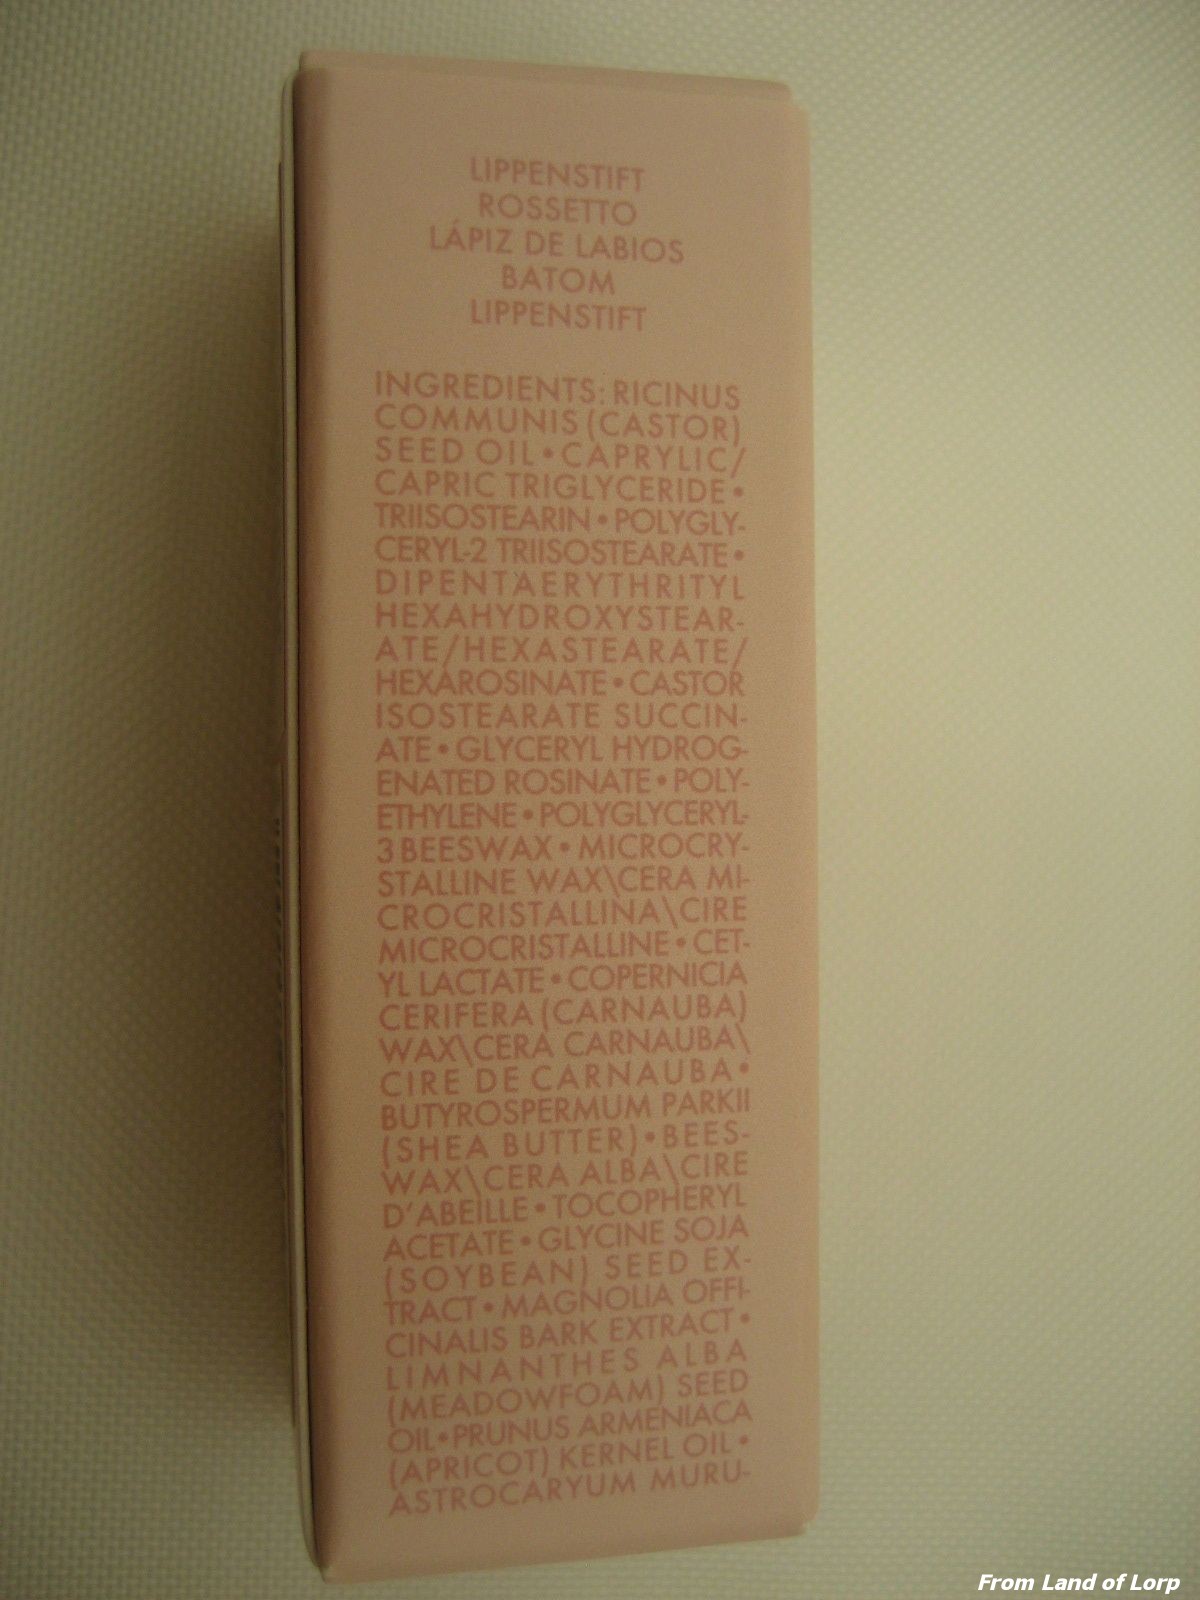 LIPPENSTIFT
ROSSETTO
LÁPIZ DE LABIOS
BATOM
LIPPENSTIFT
INGREDIENTS: RICINUS
COMMUNIS (CASTOR)
SEED OIL • CAPRYLIC/
CAPRIC TRIGLYCERIDE •
TRIISOSTEARIN • POLYGLY-
CERYL-2 TRIISOSTEARATE •
DIPENTAERYTHRITYL
HEXAHYDROXYSTEAR-
ATE/HEXASTEARATE/
HEXAROSINATE • CASTOR
ISOSTEARATE SUCCIN-
ATE • GLYCERYL HYDROG-
ENATED ROSINATE • POLY-
ETHYLENE • POLYGLYCERYL-
3 BEESWAX • MICROCRY-
STALLINE WAX\CERA MI-
CROCRISTALLINA\CIRE
MICROCRISTALLINE • CET-
YL LACTATE • COPERNICIA
CERIFERA (CARNAUBA)
WAX\CERA CARNAUBA\
CIRE DE CARNAUBA •
BUTYROSPERMUM PARKII
(SHEA BUTTER) • BEES-
WAX\CERA ALBA\CIRE
D'ABEILLE • TOCOPHERYL
ACETATE • GLYCINE SOJA
(SOYBEAN) SEED EX-
TRACT • MAGNOLIA OFFI-
CINALIS BARK EXTRACT •
LIMNANTHES ALBA
(MEADOWFOAM) SEED
OIL • PRUNUS ARMENIACA
(APRICOT) KERNEL OIL •
ASTROCARYUM MURU-
From Land of Lorp